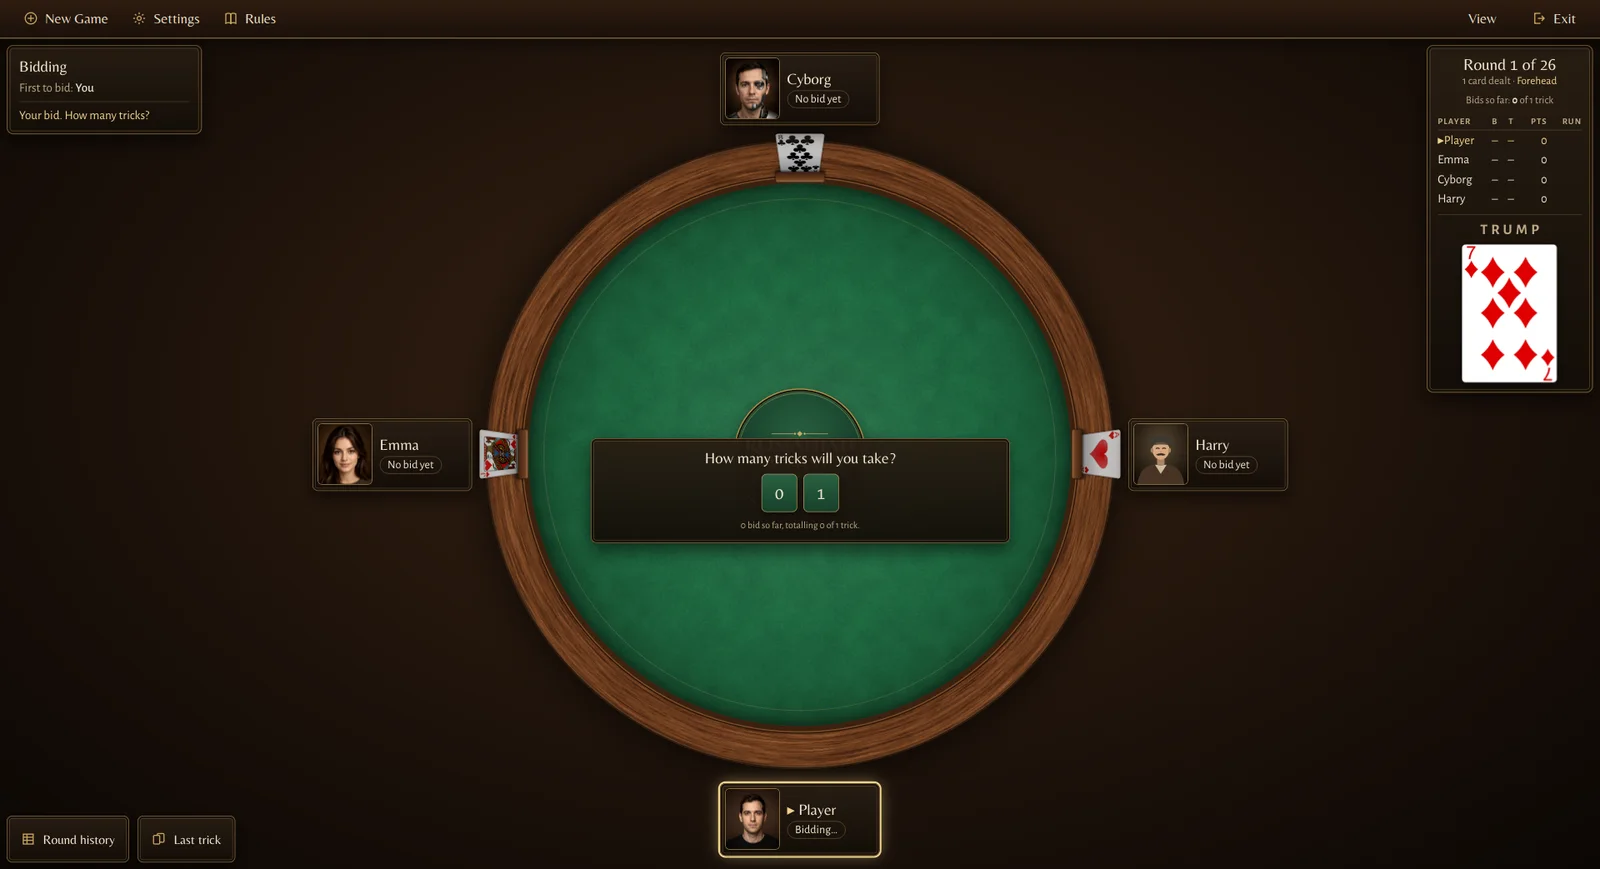 New Game
Settings
Rules
View
Exit
Bidding
First to bid: You
Your bid. How many tricks?
Cyborg
No bid yet
Round 1 of 26
1 card dealt · Forehead
Bids so far: 0 of 1 trick
PLAYER B T PTS RUN
▸Player – – 0
Emma – – 0
Cyborg – – 0
Harry – – 0
TRUMP
7
7
Emma
No bid yet
Harry
No bid yet
How many tricks will you take?
0 1
0 bid so far, totalling 0 of 1 trick.
▸ Player
Bidding...
Round history
Last trick